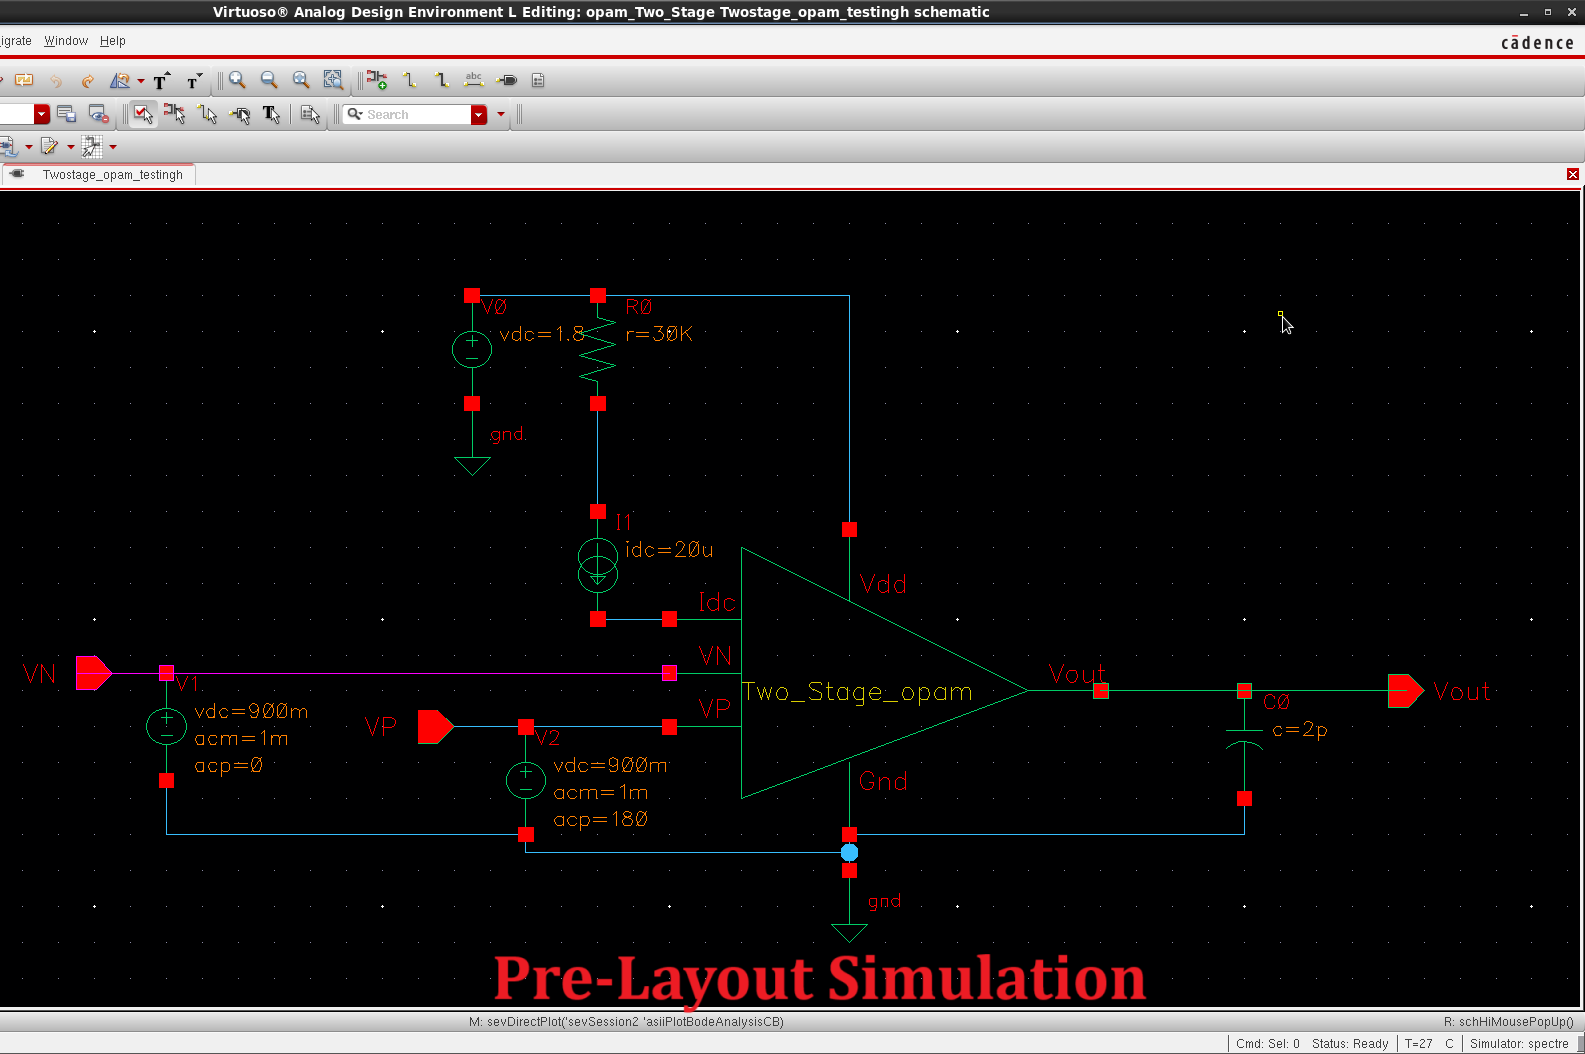 Virtuoso® Analog Design Environment L Editing: opam_Two_Stage Twostage_opam_testingh schematic
igrate Window Help
cādence
abc
Search
Twostage_opam_testingh
V0
vdc=1.8
R0
r=30K
gnd
I1
idc=20u
Vdd
Idc
VN
VN
V1
vdc=900m
acm=1m
acp=0
VP
VP
V2
vdc=900m
acm=1m
acp=180
Two_Stage_opam
Vout
Vout
C0
c=2p
Gnd
gnd
Pre-Layout Simulation
M: sevDirectPlot('sevSession2 'asiiPlotBodeAnalysisCB)
R: schHiMousePopUp()
Cmd: Sel: 0 Status: Ready T=27 C Simulator: spectre